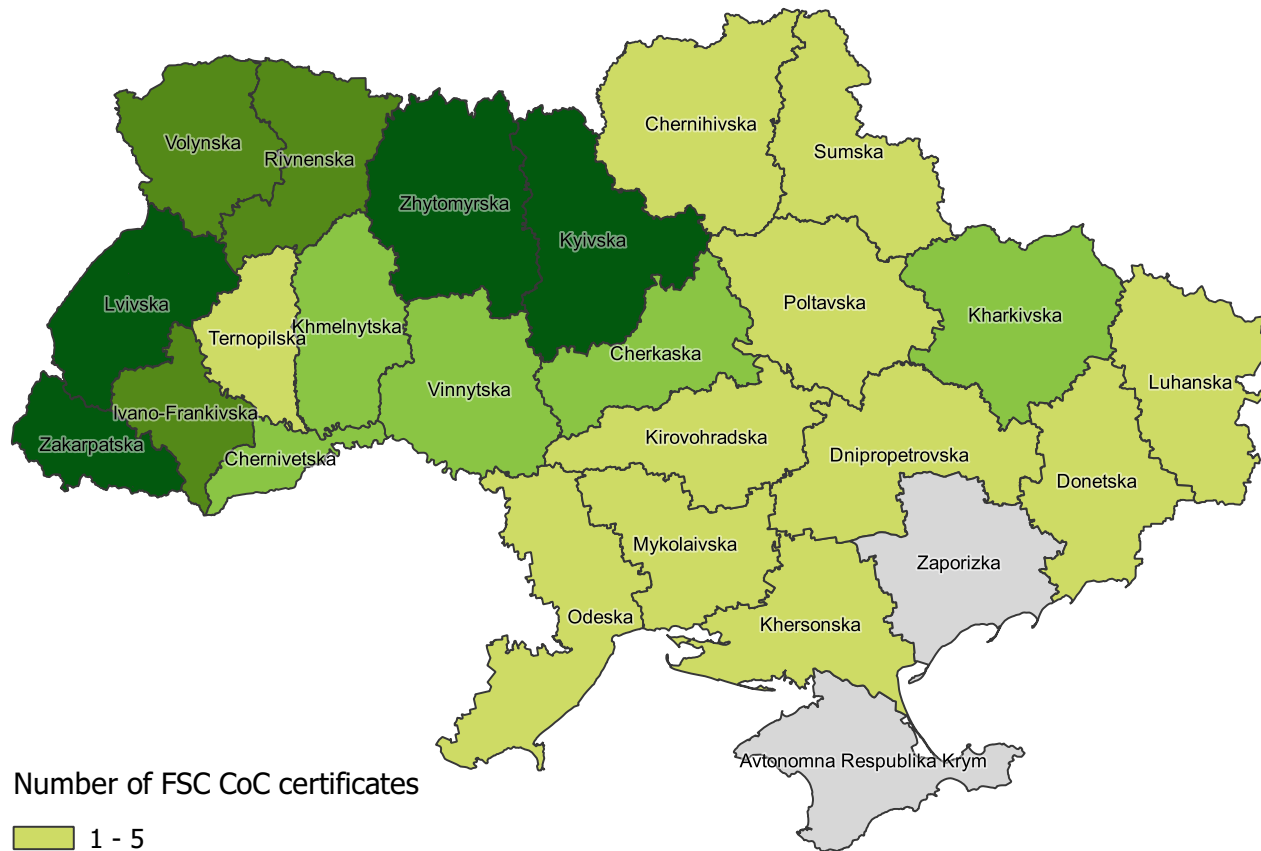 Chernihivska
Sumska
Volynska
Rivnenska
Zhytomyrska
Kyivska
Lvivska
Poltavska
Kharkivska
Ternopilska
Khmelnytska
Cherkaska
Luhanska
Vinnytska
Ivano-Frankivska
Zakarpatska
Chernivetska
Kirovohradska
Dnipropetrovska
Donetska
Mykolaivska
Zaporizka
Odeska
Khersonska
Avtonomna Respublika Krym
Number of FSC CoC certificates
1 - 5